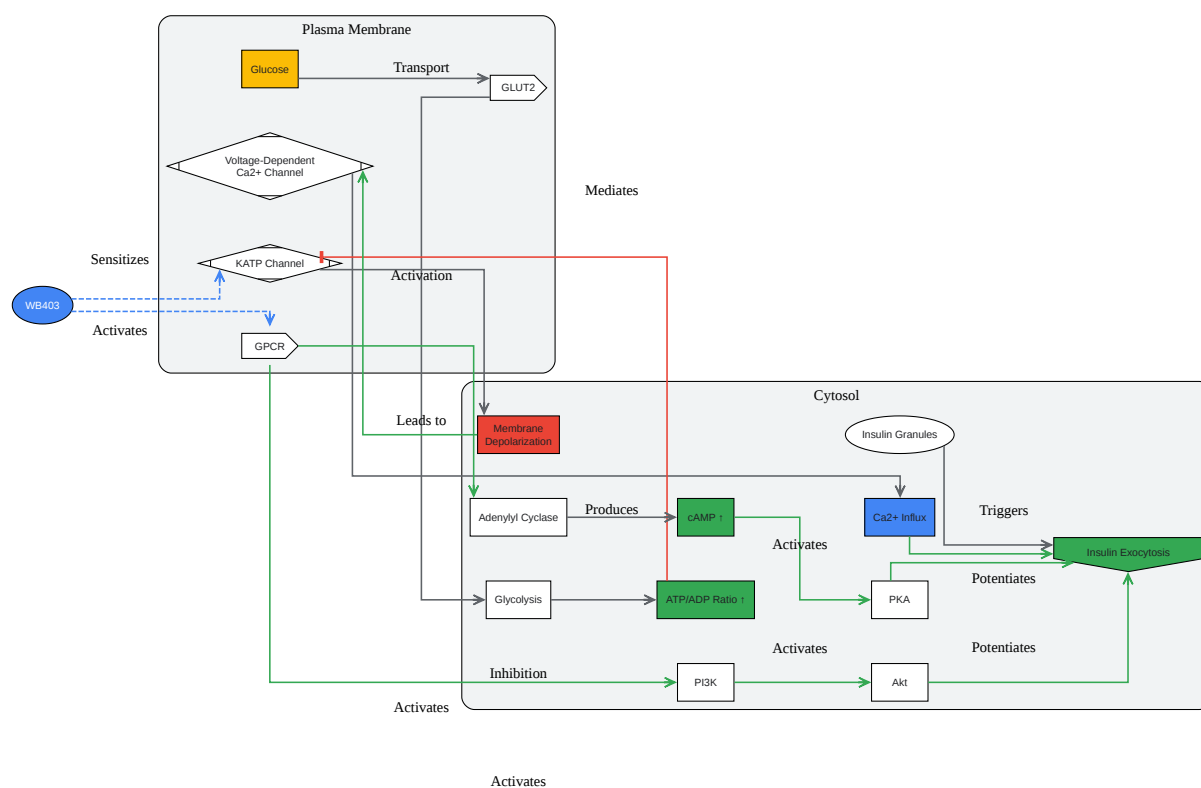 Plasma Membrane
Glucose
Transport
GLUT2
Voltage-Dependent
Ca2+ Channel
Mediates
Sensitizes
KATP Channel
Activation
WB403
Activates
GPCR
Cytosol
Leads to
Membrane
Depolarization
Insulin Granules
Adenylyl Cyclase
Produces
cAMP ↑
Ca2+ Influx
Triggers
Activates
Insulin Exocytosis
Potentiates
Glycolysis
ATP/ADP Ratio ↑
PKA
Activates
Potentiates
Inhibition
PI3K
Akt
Activates
Activates